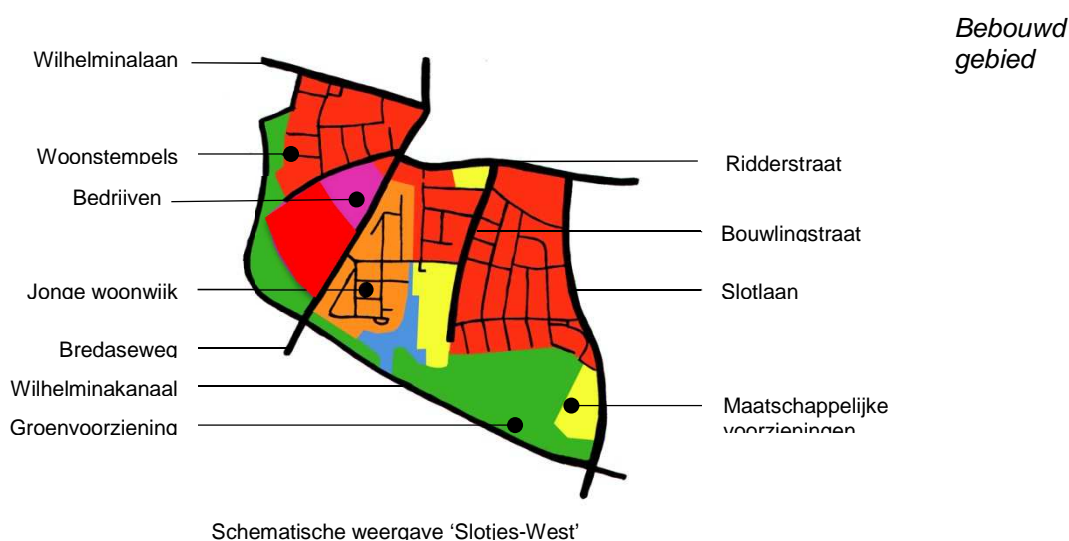 Bebouwd
gebied
Wilhelminalaan
Woonstempels
Bedrijven
Jonge woonwijk
Bredaseweg
Wilhelminakanaal
Groenvoorziening
Ridderstraat
Bouwlingstraat
Slotlaan
Maatschappelijke
voorzieningen
Schematische weergave ‘Slotjes-West’